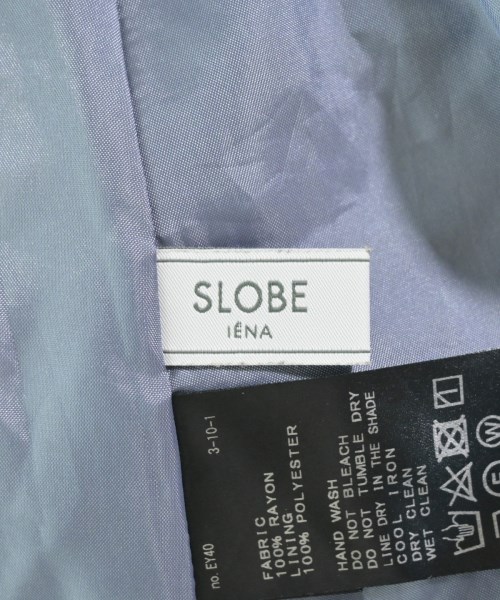 SLOBE
IÉNA
no. EY40
3-10-1
FABRIC
100% RAYON
LINING
100% POLYESTER
HAND WASH
DO NOT BLEACH
DO NOT TUMBLE DRY
LINE DRY IN THE SHADE
COOL IRON
DRY CLEAN
WET CLEAN
W